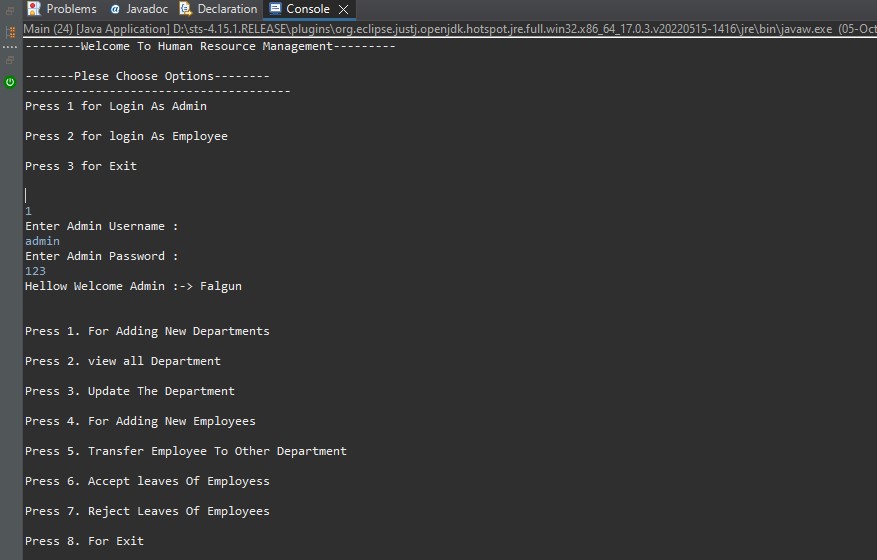 Problems @ Javadoc Declaration Console
Main (24) [Java Application] D:\sts-4.15.1.RELEASE\plugins\org.eclipse.justj.openjdk.hotspot.jre.full.win32.x86_64_17.0.3.v20220515-1416\jre\bin\javaw.exe (05-Oct
--------Welcome To Human Resource Management---------
-------Plese Choose Options--------
--------------------------------------
Press 1 for Login As Admin
Press 2 for login As Employee
Press 3 for Exit
1
Enter Admin Username :
admin
Enter Admin Password :
123
Hellow Welcome Admin :-> Falgun
Press 1. For Adding New Departments
Press 2. view all Department
Press 3. Update The Department
Press 4. For Adding New Employees
Press 5. Transfer Employee To Other Department
Press 6. Accept leaves Of Employess
Press 7. Reject Leaves Of Employees
Press 8. For Exit